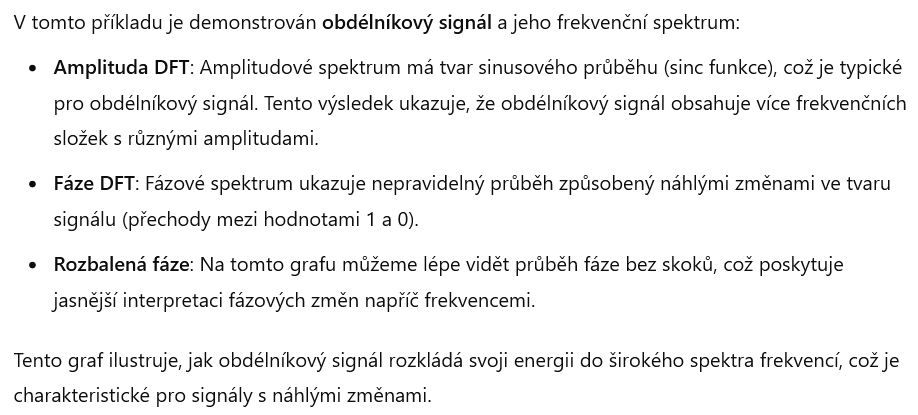 V tomto příkladu je demonstrován obdélníkový signál a jeho frekvenční spektrum:
• Amplituda DFT: Amplitudové spektrum má tvar sinusového průběhu (sinc funkce), což je typické
pro obdélníkový signál. Tento výsledek ukazuje, že obdélníkový signál obsahuje více frekvenčních
složek s různými amplitudami.
• Fáze DFT: Fázové spektrum ukazuje nepravidelný průběh způsobený náhlými změnami ve tvaru
signálu (přechody mezi hodnotami 1 a 0).
• Rozbalená fáze: Na tomto grafu můžeme lépe vidět průběh fáze bez skoků, což poskytuje
jasnější interpretaci fázových změn napříč frekvencemi.
Tento graf ilustruje, jak obdélníkový signál rozkládá svoji energii do širokého spektra frekvencí, což je
charakteristické pro signály s náhlými změnami.